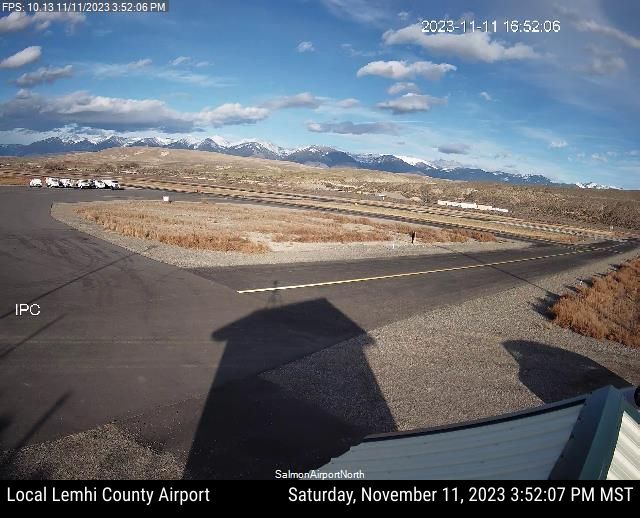 FPS: 10.13 11/11/2023 3:52:06 PM
2023-11-11 16:52:06
IPC
SalmonAirportNorth
Local Lemhi County Airport Saturday, November 11, 2023 3:52:07 PM MST